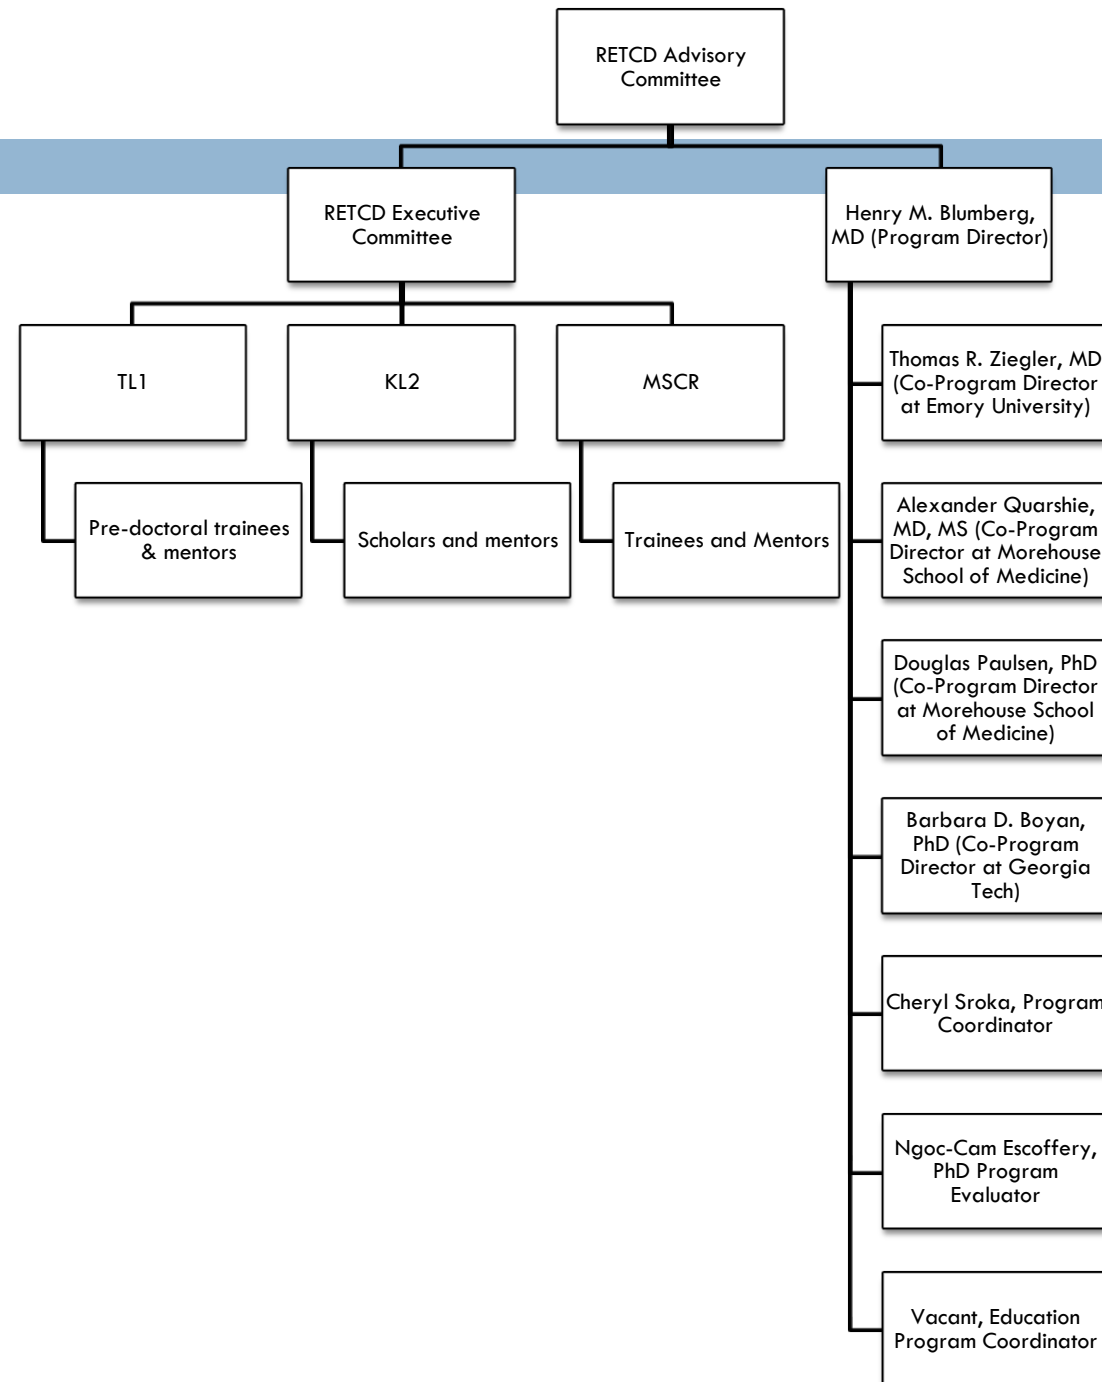 RETCD Advisory
Committee
RETCD Executive
Committee
Henry M. Blumberg,
MD (Program Director)
TL1
KL2
MSCR
Pre-doctoral trainees
& mentors
Scholars and mentors
Trainees and Mentors
Thomas R. Ziegler, MD
(Co-Program Director
at Emory University)
Alexander Quarshie,
MD, MS (Co-Program
Director at Morehouse
School of Medicine)
Douglas Paulsen, PhD
(Co-Program Director
at Morehouse School
of Medicine)
Barbara D. Boyan,
PhD (Co-Program
Director at Georgia
Tech)
Cheryl Sroka, Program
Coordinator
Ngoc-Cam Escoffery,
PhD Program
Evaluator
Vacant, Education
Program Coordinator